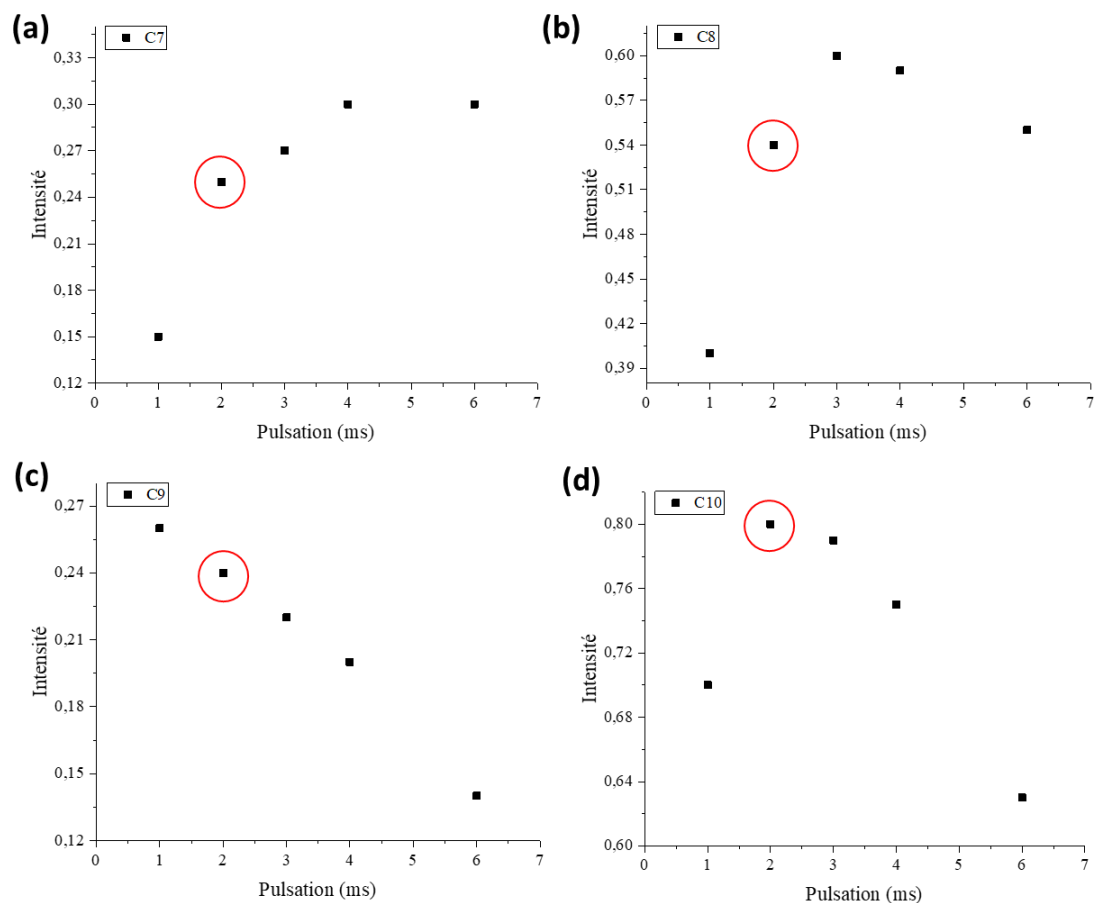 (a)
C7
0,33
0,30
0,27
0,24
0,21
0,18
0,15
0,12
Intensité
0 1 2 3 4 5 6 7
Pulsation (ms)
(b)
C8
0,60
0,57
0,54
0,51
0,48
0,45
0,42
0,39
Intensité
0 1 2 3 4 5 6 7
Pulsation (ms)
(c)
C9
0,27
0,24
0,21
0,18
0,15
0,12
Intensité
0 1 2 3 4 5 6 7
Pulsation (ms)
(d)
C10
0,80
0,76
0,72
0,68
0,64
0,60
Intensité
0 1 2 3 4 5 6 7
Pulsation (ms)